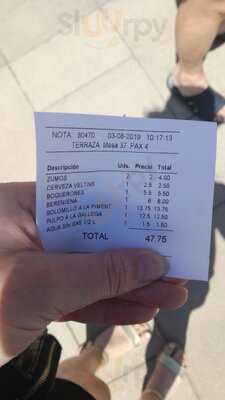 Sluurpy
NOTA: 80470 03-08-2019 10:17:13
TERRAZA Mesa 37 PAX 4
Descripción Uds. Precio Total
ZUMOS 2 2 4.00
CERVEZA VELTINS 1 2.5 2.50
BOQUERONES 1 5.5 5.50
BERENJENA 1 8 8.00
SOLOMILLO A LA PIMIENT 1 13.75 13.75
PULPO A LA GALLEGA 1 12.5 12.50
AGUA SIN GAS 1/2 L 1 1.5 1.50
TOTAL 47.75